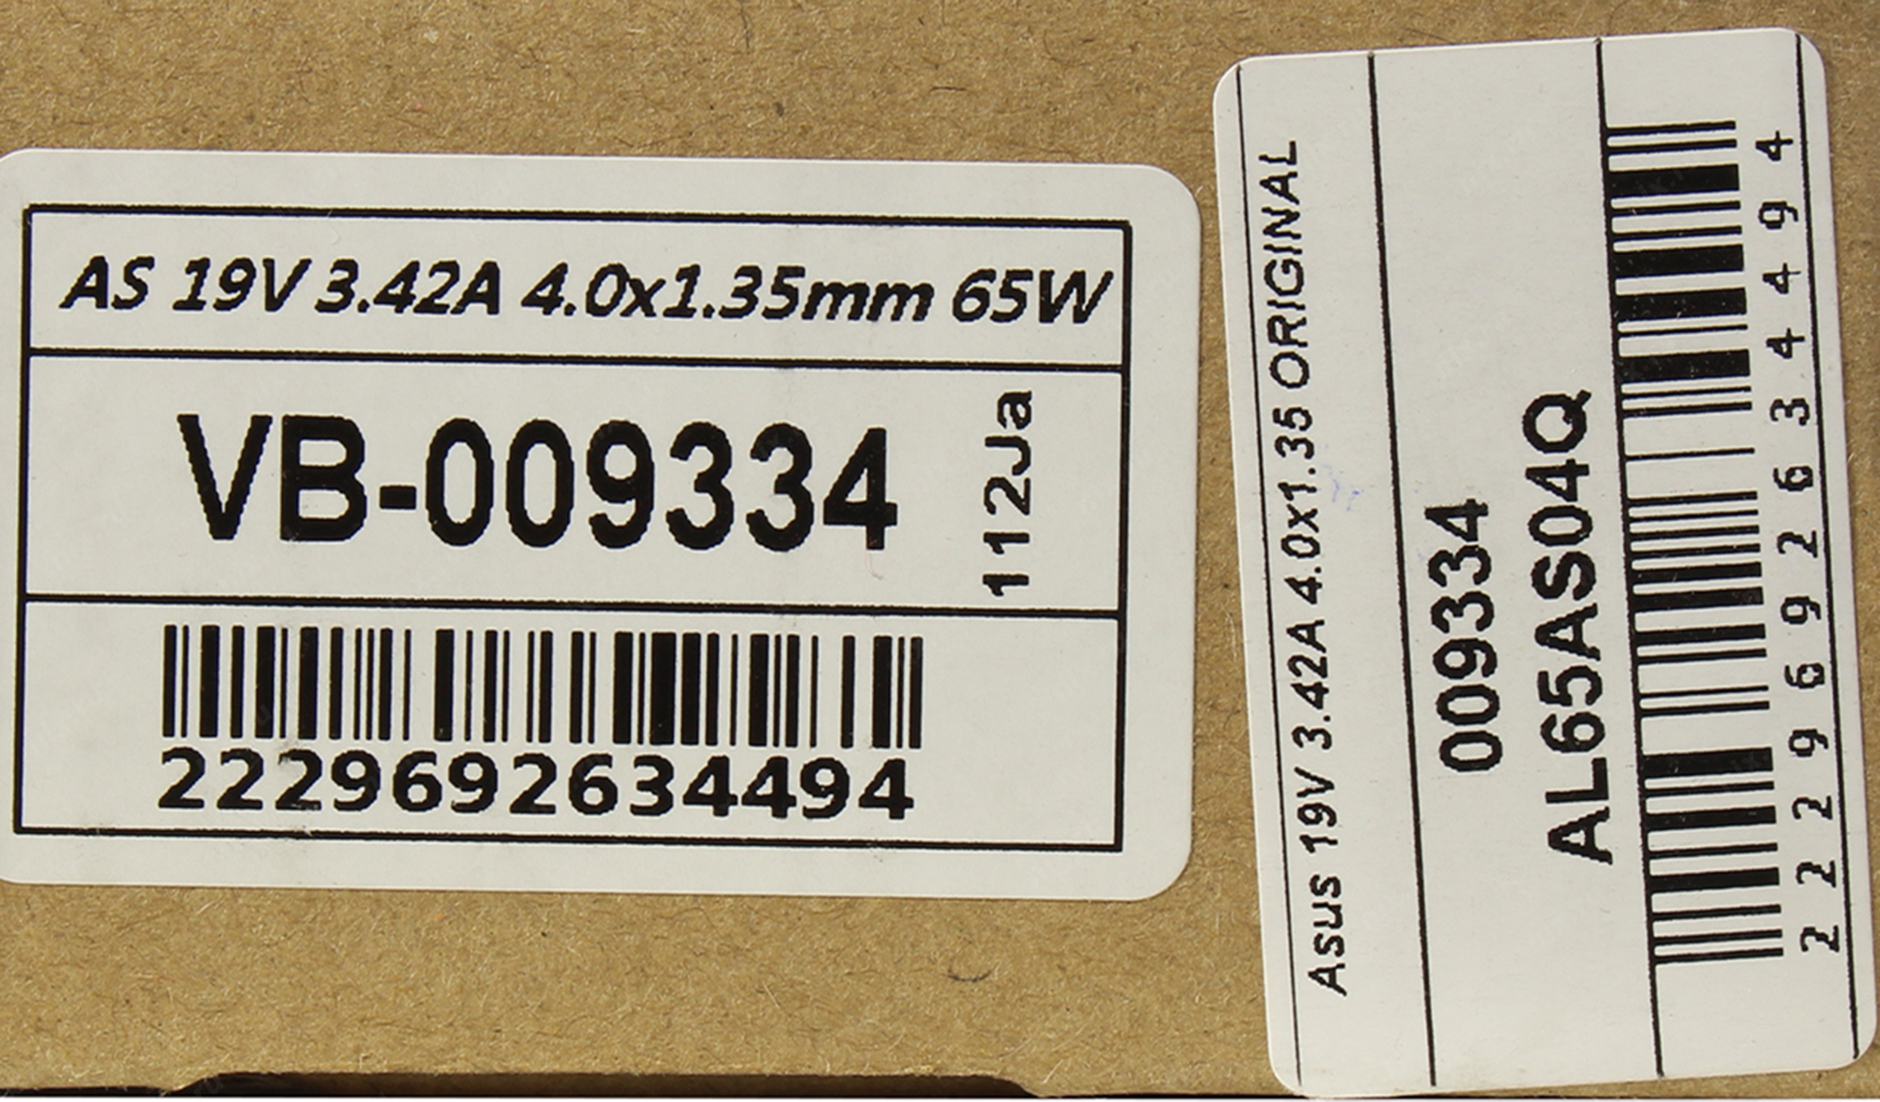 AS 19V 3.42A 4.0x1.35mm 65W
VB-009334
112Ja
2229692634494
Asus 19V 3.42A 4.0x1.35 ORIGINAL
009334
AL65AS04Q
2229692634494